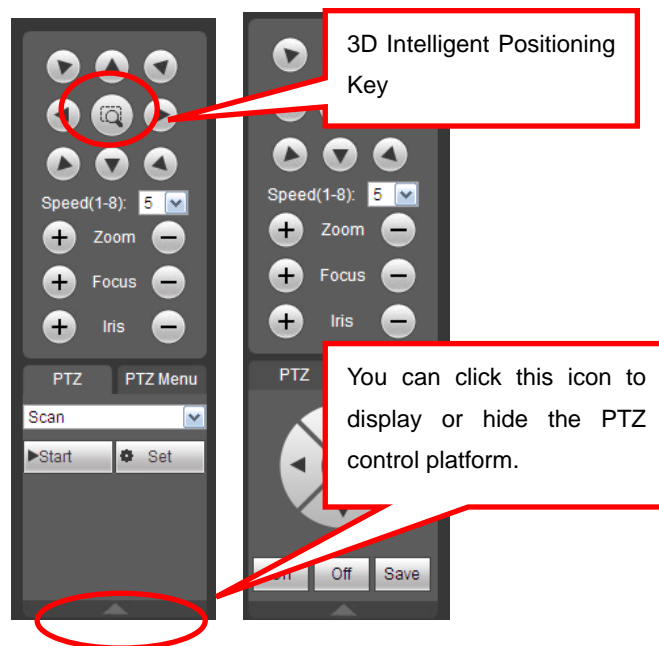 3D Intelligent Positioning
Key
Speed(1-8): 5
Zoom
Focus
Iris
PTZ PTZ Menu
Scan
Start Set
Speed(1-8): 5
Zoom
Focus
Iris
PTZ
You can click this icon to
display or hide the PTZ
control platform.
Off Save